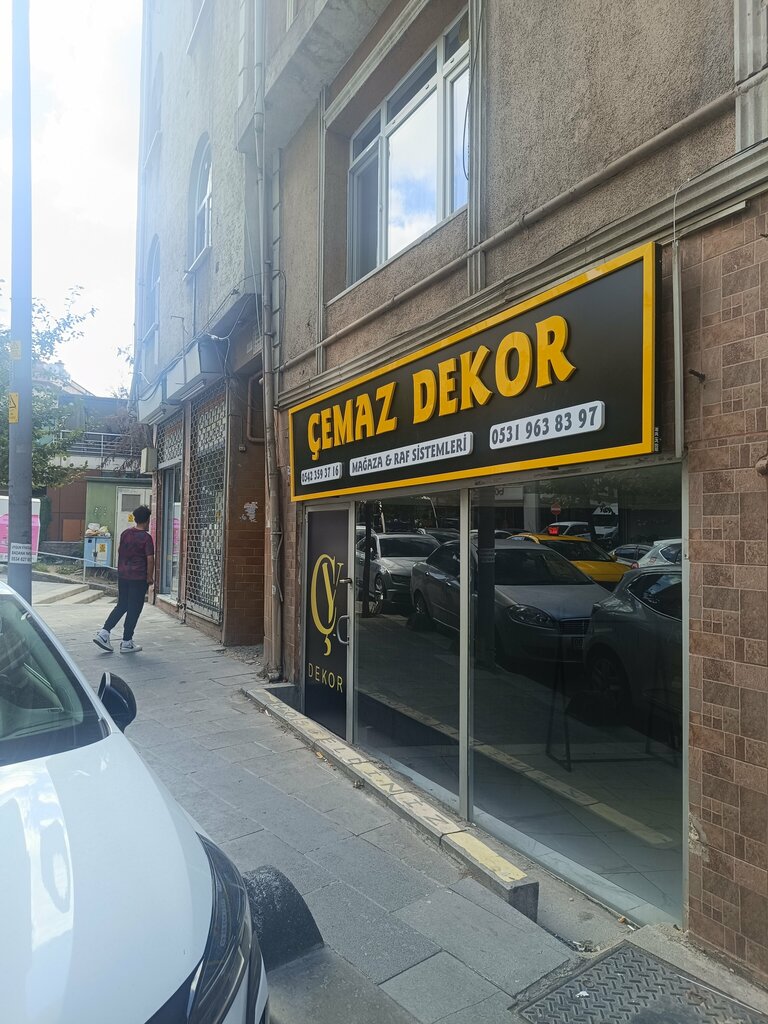 ÇEMAZ DEKOR
0542 359 37 16
MAĞAZA & RAF SİSTEMLERİ
0531 963 83 97
DEKOR